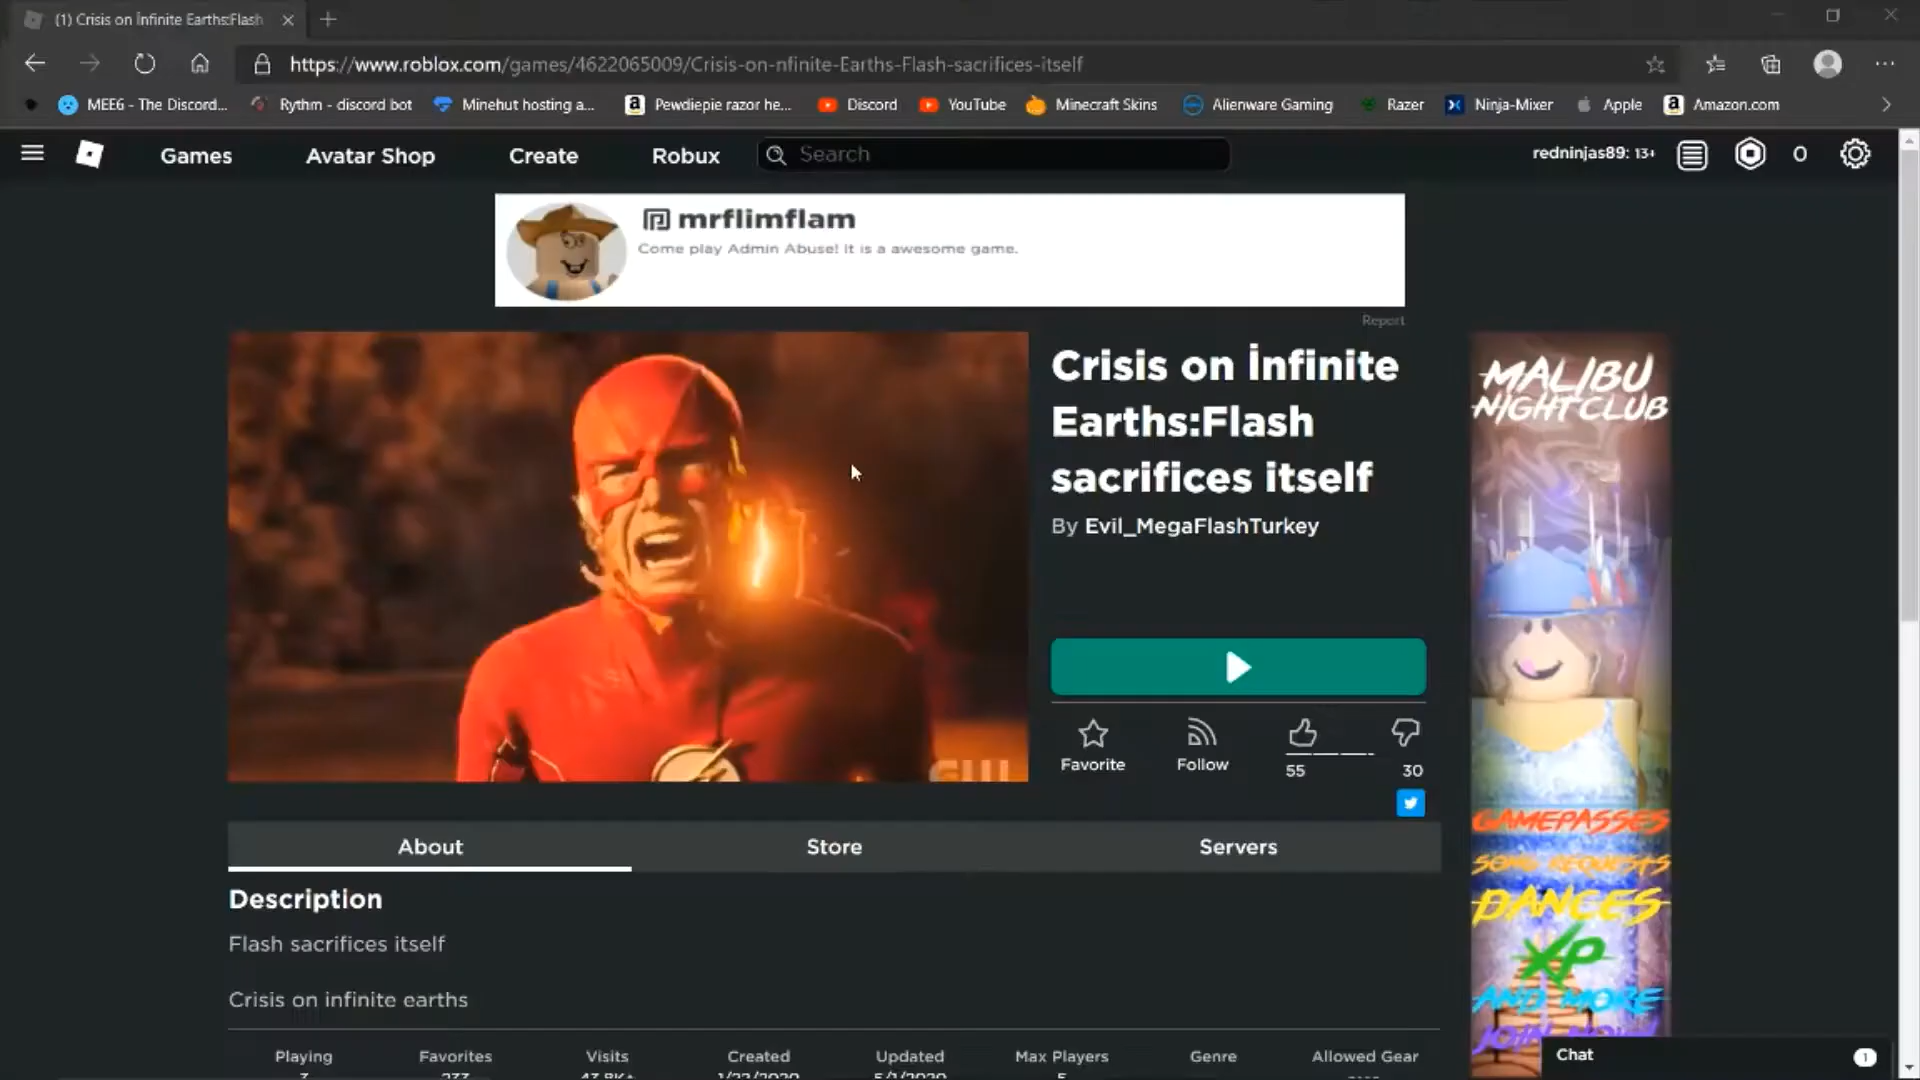 (1) Crisis on İnfinite Earths:Flash
https://www.roblox.com/games/4622065009/Crisis-on-nfinite-Earths-Flash-sacrifices-itself
MEE6 - The Discord...
Rythm - discord bot
Minehut hosting a...
Pewdiepie razor he...
Discord
YouTube
Minecraft Skins
Alienware Gaming
Razer
Ninja-Mixer
Apple
Amazon.com
Games
Avatar Shop
Create
Robux
Search
redninjas89: 13+
0
mrflimflam
Come play Admin Abuse! It is a awesome game.
Report
Crisis on İnfinite
Earths:Flash
sacrifices itself
By Evil_MegaFlashTurkey
Favorite
Follow
55
30
MALIBU
NIGHTCLUB
GAMEPASSES
SONG REQUESTS
DANCES
XP
AND MORE
JOIN NOW
About
Store
Servers
Description
Flash sacrifices itself
Crisis on infinite earths
Playing
Favorites
Visits
Created
Updated
Max Players
Genre
Allowed Gear
Chat
1